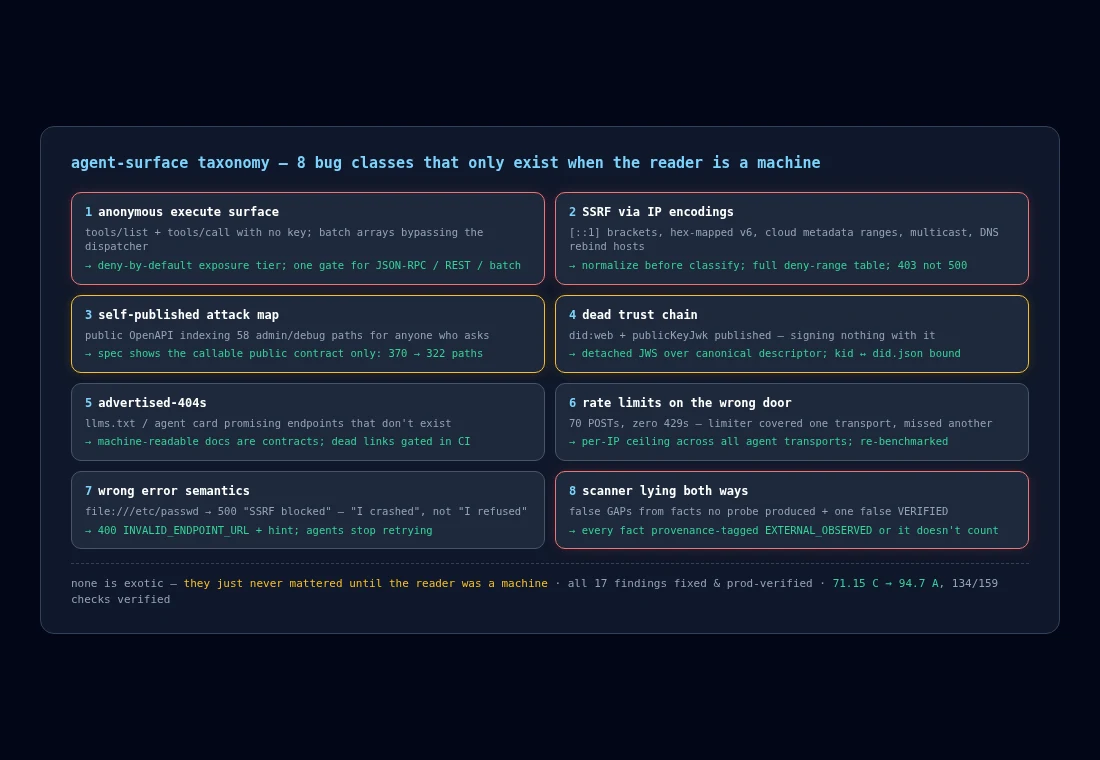 agent-surface taxonomy — 8 bug classes that only exist when the reader is a machine
1 anonymous execute surface
tools/list + tools/call with no key; batch arrays bypassing the
dispatcher
→ deny-by-default exposure tier; one gate for JSON-RPC / REST / batch
2 SSRF via IP encodings
[::1] brackets, hex-mapped v6, cloud metadata ranges, multicast, DNS
rebind hosts
→ normalize before classify; full deny-range table; 403 not 500
3 self-published attack map
public OpenAPI indexing 58 admin/debug paths for anyone who asks
→ spec shows the callable public contract only: 370 → 322 paths
4 dead trust chain
did:web + publicKeyJwk published — signing nothing with it
→ detached JWS over canonical descriptor; kid ↔ did.json bound
5 advertised-404s
llms.txt / agent card promising endpoints that don't exist
→ machine-readable docs are contracts; dead links gated in CI
6 rate limits on the wrong door
70 POSTs, zero 429s — limiter covered one transport, missed another
→ per-IP ceiling across all agent transports; re-benchmarked
7 wrong error semantics
file:///etc/passwd → 500 "SSRF blocked" — "I crashed", not "I refused"
→ 400 INVALID_ENDPOINT_URL + hint; agents stop retrying
8 scanner lying both ways
false GAPs from facts no probe produced + one false VERIFIED
→ every fact provenance-tagged EXTERNAL_OBSERVED or it doesn't count
none is exotic — they just never mattered until the reader was a machine · all 17 findings fixed & prod-verified · 71.15 C → 94.7 A, 134/159
checks verified